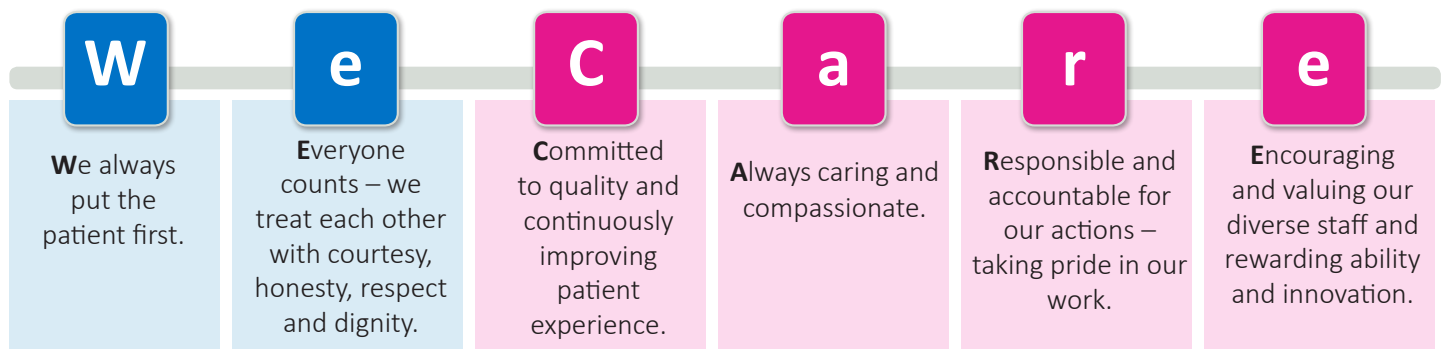 W
e
C
a
r
e
We always
put the
patient first.
Everyone
counts – we
treat each other
with courtesy,
honesty, respect
and dignity.
Committed
to quality and
continuously
improving
patient
experience.
Always caring and
compassionate.
Responsible and
accountable for
our actions –
taking pride in our
work.
Encouraging
and valuing our
diverse staff and
rewarding ability
and innovation.